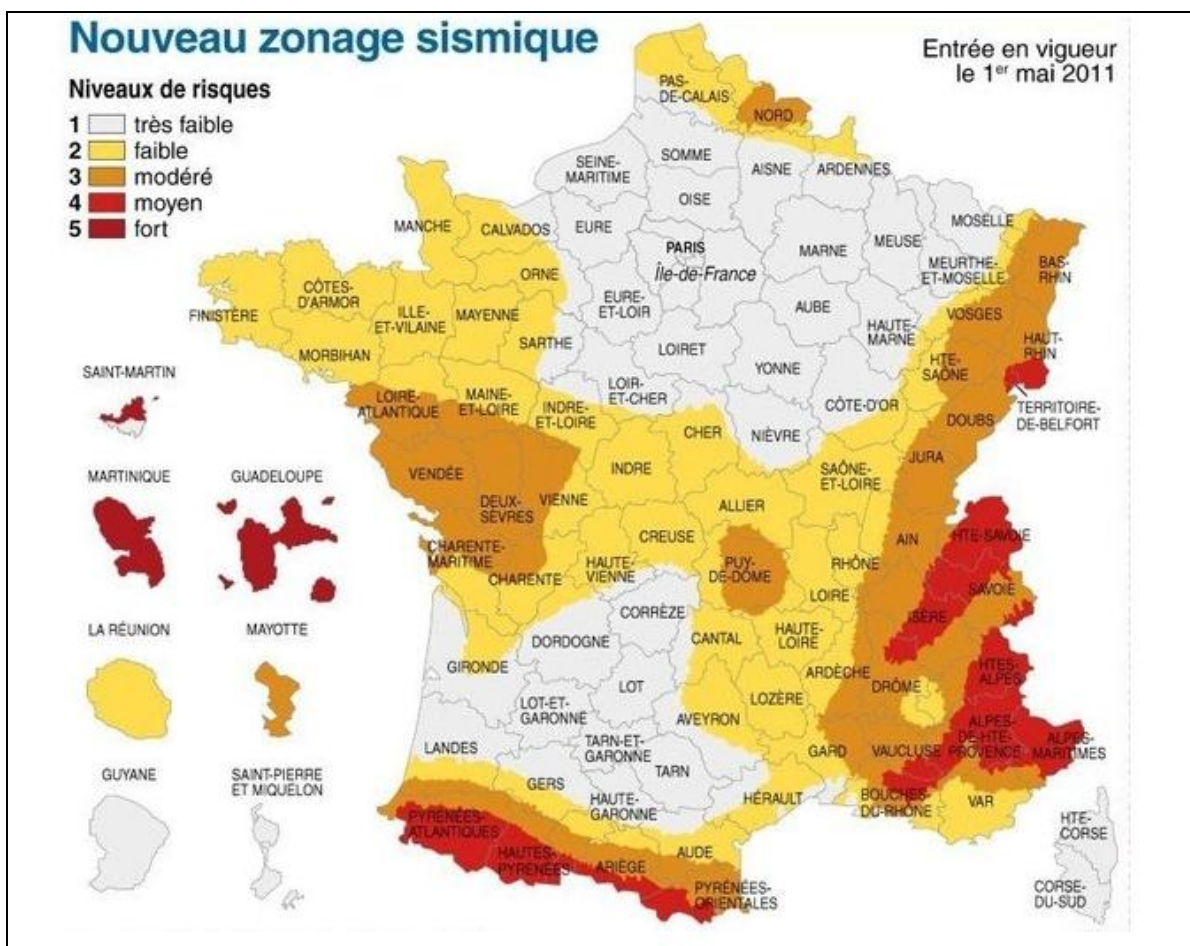 Nouveau zonage sismique
Entrée en vigueur
le 1er mai 2011
Niveaux de risques
1 très faible
2 faible
3 modéré
4 moyen
5 fort
PAS-
DE-CALAIS
NORD
SOMME
SEINE-
MARITIME
AISNE
ARDENNES
OISE
MANCHE
CALVADOS
EURE
PARIS
Île-de-France
MARNE
MEUSE
MOSELLE
MEURTHE-
ET-MOSELLE
BAS-
RHIN
ORNE
CÔTES-
D'ARMOR
FINISTÈRE
ILLE-
ET-VILAINE
MAYENNE
EURE-
ET-LOIR
AUBE
HAUTE-
MARNE
VOSGES
HAUT-
RHIN
MORBIHAN
SARTHE
LOIRET
YONNE
HTE-
SAÔNE
TERRITOIRE-
DE-BELFORT
LOIRE-
ATLANTIQUE
MAINE-
ET-LOIRE
INDRE-
ET-LOIRE
LOIR-
ET-CHER
CHER
NIÈVRE
CÔTE-D'OR
DOUBS
JURA
VENDÉE
DEUX-
SÈVRES
VIENNE
INDRE
ALLIER
SAÔNE-
ET-LOIRE
AIN
HTE-SAVOIE
CHARENTE-
MARITIME
CHARENTE
HAUTE-
VIENNE
CREUSE
PUY-
DE-DÔME
RHÔNE
LOIRE
SAVOIE
ISÈRE
CORRÈZE
DORDOGNE
CANTAL
HAUTE-
LOIRE
GIRONDE
LOT
LOT-ET-
GARONNE
AVEYRON
LOZÈRE
ARDÈCHE
DRÔME
HTES-
ALPES
LANDES
TARN-ET-
GARONNE
TARN
GARD
VAUCLUSE
ALPES-
DE-HTE-
PROVENCE
ALPES-
MARITIMES
GERS
HAUTE-
GARONNE
HÉRAULT
BOUCHES-
DU-RHÔNE
VAR
PYRÉNÉES-
ATLANTIQUES
HAUTES-
PYRÉNÉES
ARIÈGE
AUDE
PYRÉNÉES-
ORIENTALES
HTE-
CORSE
CORSE-
DU-SUD
SAINT-MARTIN
MARTINIQUE
GUADELOUPE
LA RÉUNION
MAYOTTE
GUYANE
SAINT-PIERRE
ET MIQUELON